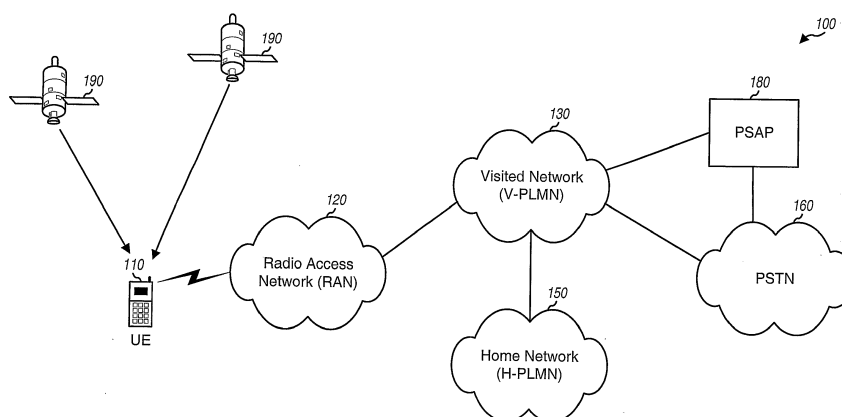 100
190
190
180
PSAP
130
Visited Network
(V-PLMN)
120
160
Radio Access
Network (RAN)
110
UE
PSTN
150
Home Network
(H-PLMN)